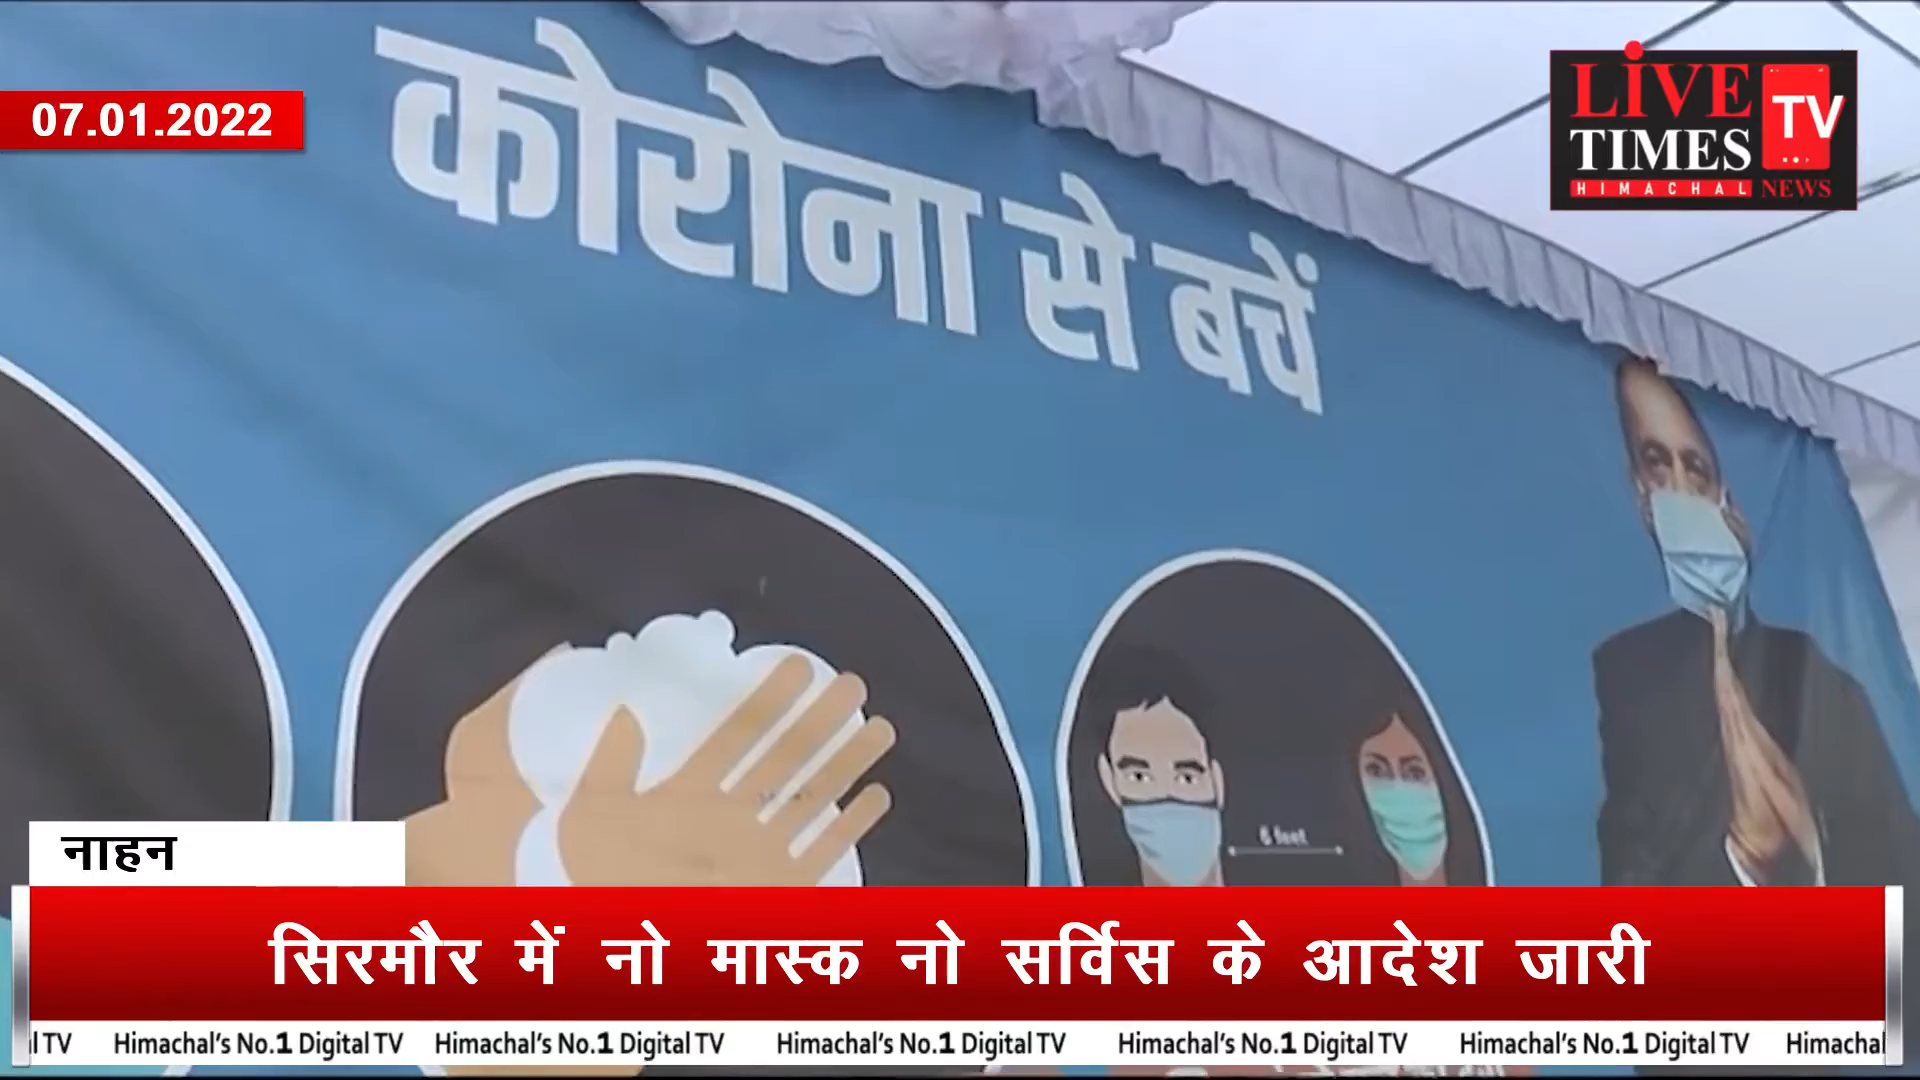 कोरोना से बचें
07.01.2022
LiVE
TIMES
TV
HIMACHAL
NEWS
6 feet
नाहन
सिरमौर में नो मास्क नो सर्विस के आदेश जारी
l TV Himachal's No.1 Digital TV Himachal's No.1 Digital TV Himachal's No.1 Digital TV Himachal's No.1 Digital TV Himachal's No.1 Digital TV Himachal